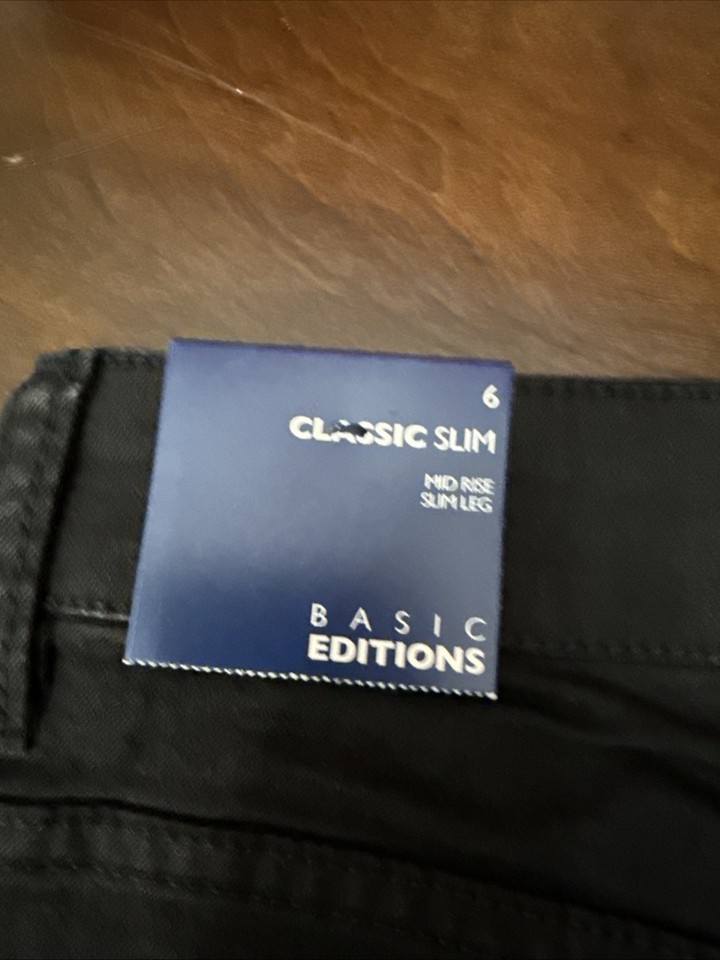 6
CLASSIC SLIM
MID RISE
SLIM LEG
BASIC
EDITIONS